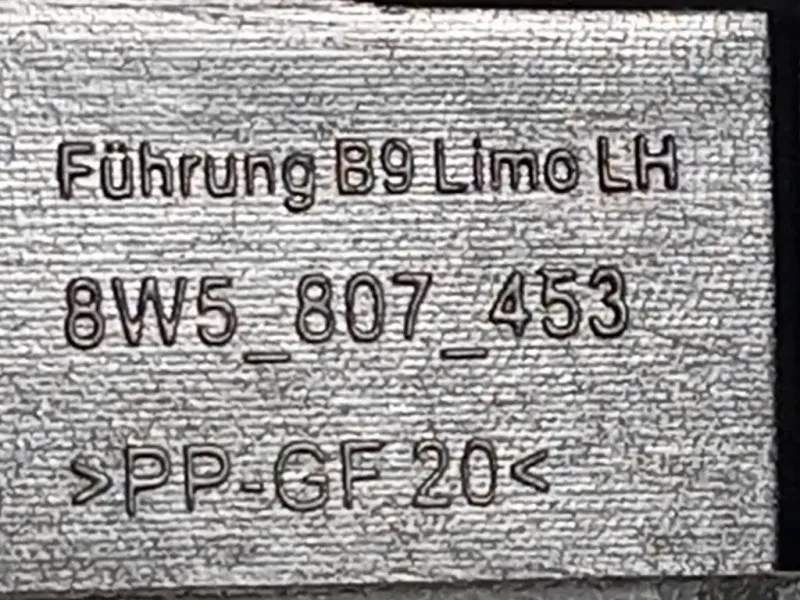 Führung B9 Limo LH
8W5_807_453
>PP-GF 20<